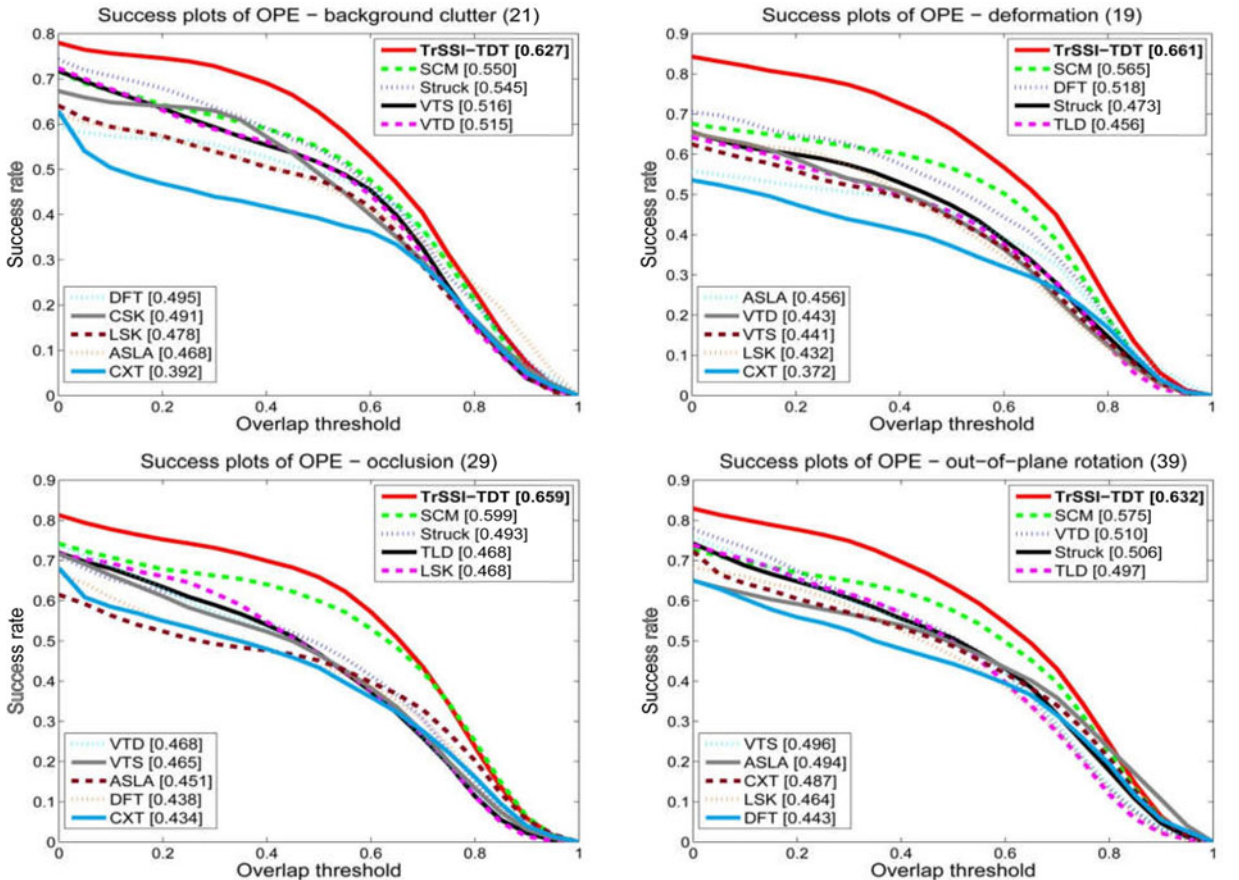 Success plots of OPE − background clutter (21)
0.8
0.7
0.6
0.5
0.4
0.3
0.2
0.1
0
Success rate
TrSSI−TDT [0.627]
SCM [0.550]
Struck [0.545]
VTS [0.516]
VTD [0.515]
DFT [0.495]
CSK [0.491]
LSK [0.478]
ASLA [0.468]
CXT [0.392]
0 0.2 0.4 0.6 0.8 1
Overlap threshold
Success plots of OPE − deformation (19)
0.9
0.8
0.7
0.6
0.5
0.4
0.3
0.2
0.1
0
Success rate
TrSSI−TDT [0.661]
SCM [0.565]
DFT [0.518]
Struck [0.473]
TLD [0.456]
ASLA [0.456]
VTD [0.443]
VTS [0.441]
LSK [0.432]
CXT [0.372]
0 0.2 0.4 0.6 0.8 1
Overlap threshold
Success plots of OPE − occlusion (29)
0.9
0.8
0.7
0.6
0.5
0.4
0.3
0.2
0.1
0
Success rate
TrSSI−TDT [0.659]
SCM [0.599]
Struck [0.493]
TLD [0.468]
LSK [0.468]
VTD [0.468]
VTS [0.465]
ASLA [0.451]
DFT [0.438]
CXT [0.434]
0 0.2 0.4 0.6 0.8 1
Overlap threshold
Success plots of OPE − out-of-plane rotation (39)
0.9
0.8
0.7
0.6
0.5
0.4
0.3
0.2
0.1
0
Success rate
TrSSI−TDT [0.632]
SCM [0.575]
VTD [0.510]
Struck [0.506]
TLD [0.497]
VTS [0.496]
ASLA [0.494]
CXT [0.487]
LSK [0.464]
DFT [0.443]
0 0.2 0.4 0.6 0.8 1
Overlap threshold